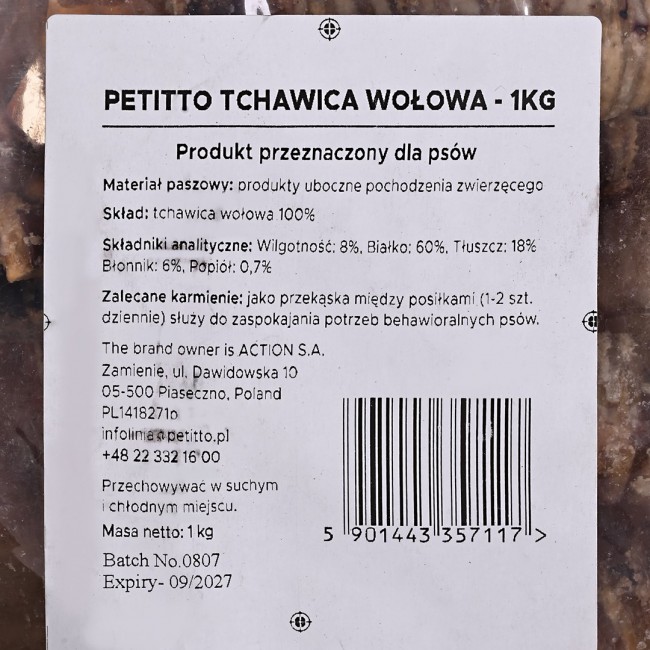 PETITTO TCHAWICA WOŁOWA - 1KG
Produkt przeznaczony dla psów
Materiał paszowy: produkty uboczne pochodzenia zwierzęcego
Skład: tchawica wołowa 100%
Składniki analityczne: Wilgotność: 8%, Białko: 60%, Tłuszcz: 18%
Błonnik: 6%, Popiół: 0,7%
Zalecane karmienie: jako przekąska między posiłkami (1-2 szt.
dziennie) służy do zaspokajania potrzeb behawioralnych psów.
The brand owner is ACTION S.A.
Zamienie, ul. Dawidowska 10
05-500 Piaseczno, Poland
PL1418271p
infolinia@petitto.pl
+48 22 332 16 00
Przechowywać w suchym
i chłodnym miejscu.
Masa netto: 1 kg
5 901443 357117 >
Batch No.0807
Expiry- 09/2027